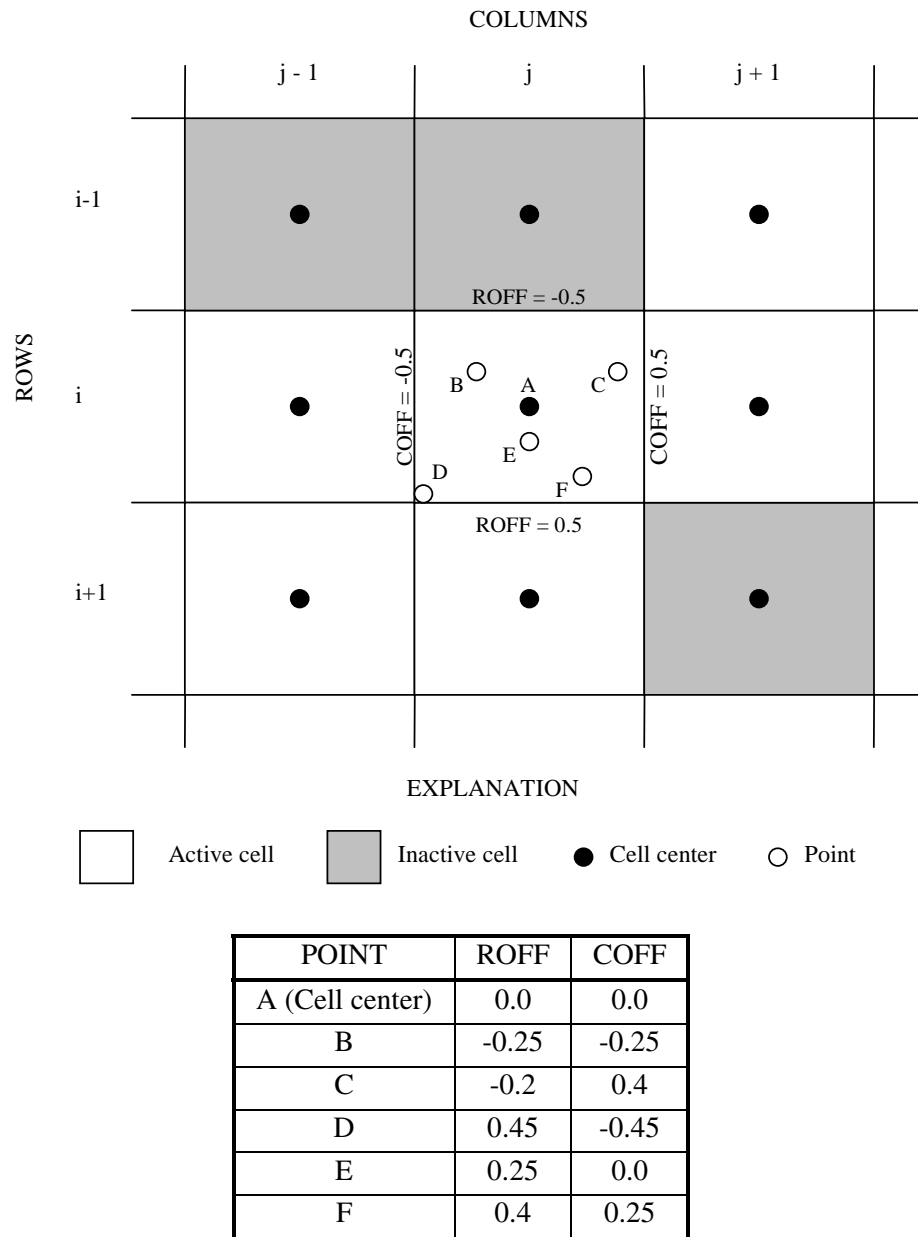 COLUMNS
j - 1 j j + 1
i-1
ROFF = -0.5
ROWS
i
COFF = -0.5
B A C
COFF = 0.5
E
D F
ROFF = 0.5
i+1
EXPLANATION
Active cell Inactive cell Cell center Point
POINT ROFF COFF
A (Cell center) 0.0 0.0
B -0.25 -0.25
C -0.2 0.4
D 0.45 -0.45
E 0.25 0.0
F 0.4 0.25